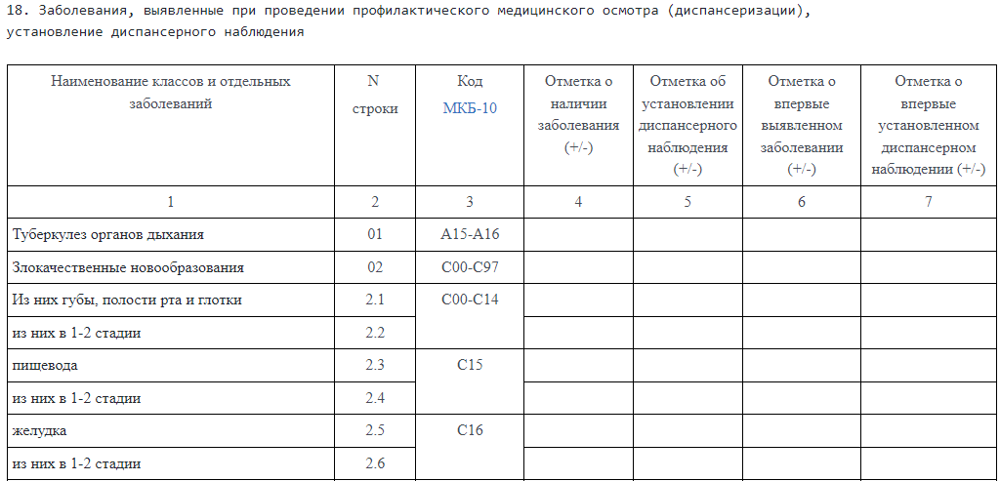 18. Заболевания, выявленные при проведении профилактического медицинского осмотра (диспансеризации),
установление диспансерного наблюдения
Наименование классов и отдельных заболеваний N строки Код МКБ-10 Отметка о наличии заболевания (+/-) Отметка об установлении диспансерного наблюдения (+/-) Отметка о впервые выявленном заболевании (+/-) Отметка о впервые установленном диспансерном наблюдении (+/-)
1 2 3 4 5 6 7
Туберкулез органов дыхания 01 A15-A16
Злокачественные новообразования 02 C00-C97
Из них губы, полости рта и глотки 2.1 C00-C14
из них в 1-2 стадии 2.2
пищевода 2.3 C15
из них в 1-2 стадии 2.4
желудка 2.5 C16
из них в 1-2 стадии 2.6